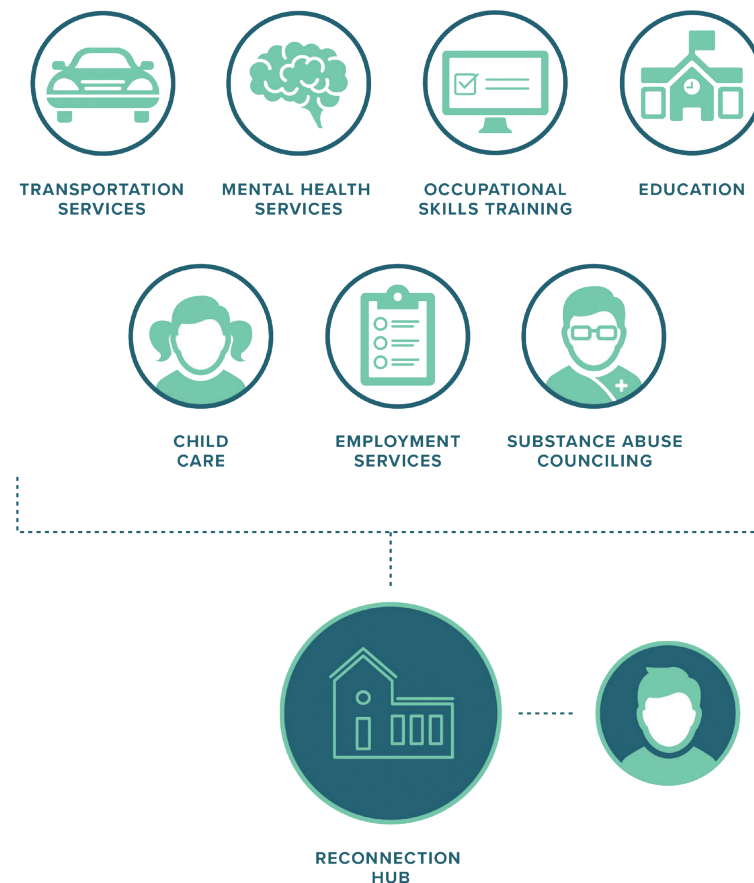 TRANSPORTATION
SERVICES
MENTAL HEALTH
SERVICES
OCCUPATIONAL
SKILLS TRAINING
EDUCATION
CHILD
CARE
EMPLOYMENT
SERVICES
SUBSTANCE ABUSE
COUNCILING
RECONNECTION
HUB